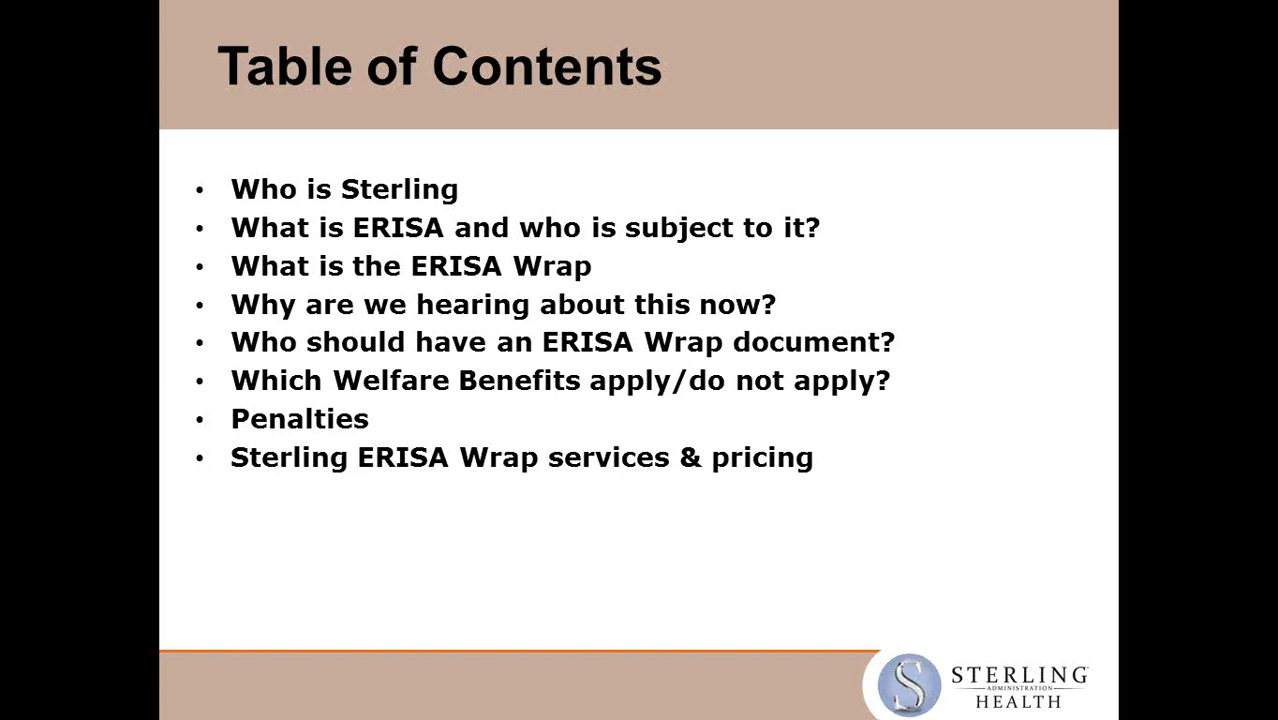 Table of Contents
• Who is Sterling
• What is ERISA and who is subject to it?
• What is the ERISA Wrap
• Why are we hearing about this now?
• Who should have an ERISA Wrap document?
• Which Welfare Benefits apply/do not apply?
• Penalties
• Sterling ERISA Wrap services & pricing
S
STERLING
ADMINISTRATION
HEALTH